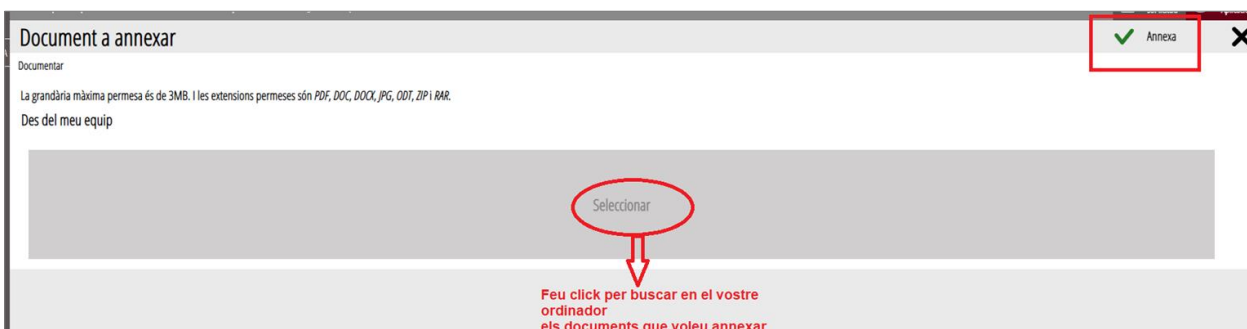 Document a annexar
Annexa
Documentar
La grandària màxima permesa és de 3MB. I les extensions permeses són PDF, DOC, DOCX, JPG, ODT, ZIP i RAR.
Des del meu equip
Seleccionar
Feu click per buscar en el vostre
ordinador
els documents que voleu annexar